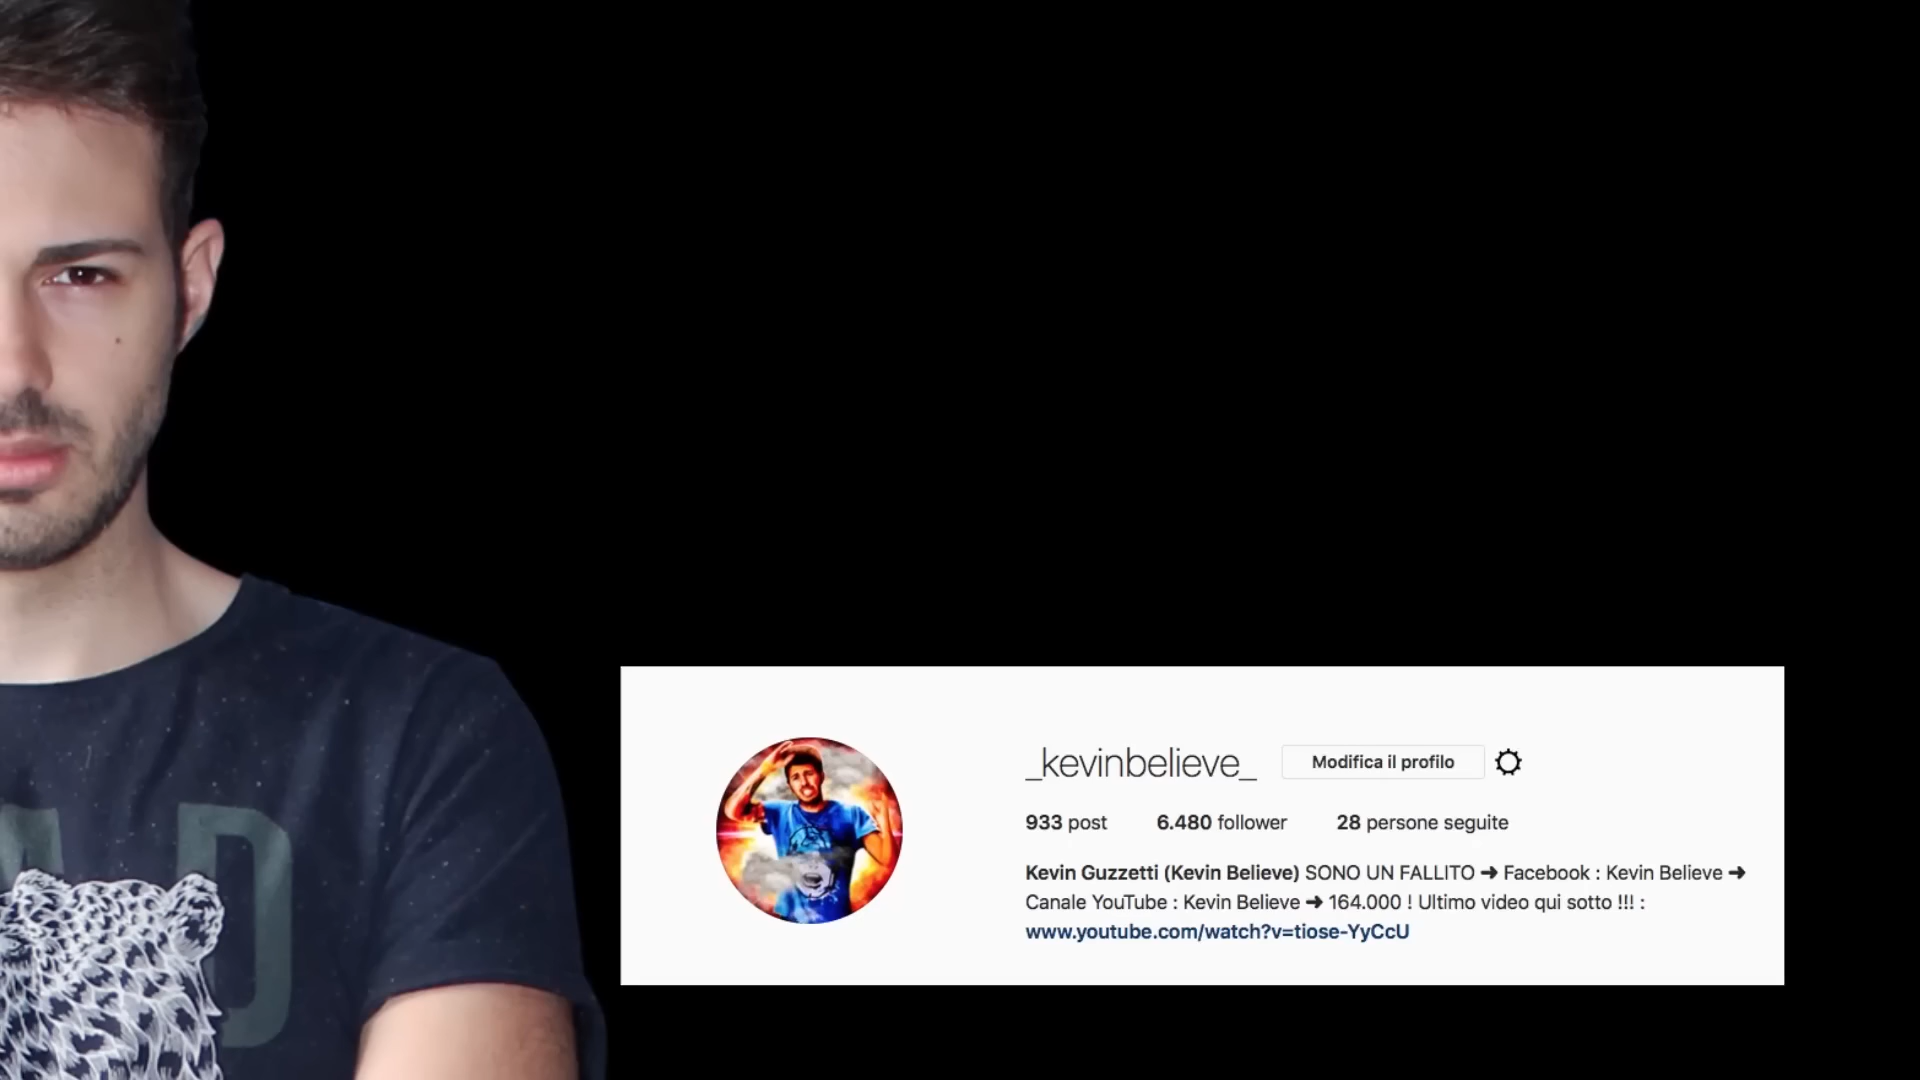 _kevinbelieve_ Modifica il profilo
933 post 6.480 follower 28 persone seguite
Kevin Guzzetti (Kevin Believe) SONO UN FALLITO ➜ Facebook : Kevin Believe ➜
Canale YouTube : Kevin Believe ➜ 164.000 ! Ultimo video qui sotto !!! :
www.youtube.com/watch?v=tiose-YyCcU
D